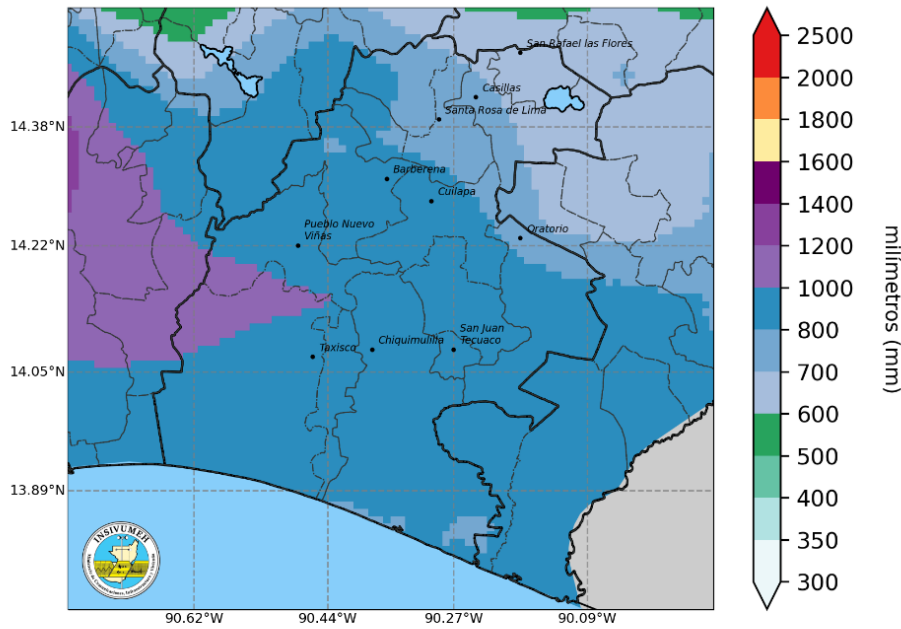 San Rafael las Flores
Casillas
Santa Rosa de Lima
Barberena
Cuilapa
Pueblo Nuevo
Viñas
Oratorio
San Juan
Tecuaco
Chiquimulilla
Taxisco
14.38°N
14.22°N
14.05°N
13.89°N
90.62°W
90.44°W
90.27°W
90.09°W
INSIVUMEH
2500
2000
1800
1600
1400
1200
1000
800
700
600
500
400
350
300
milímetros (mm)